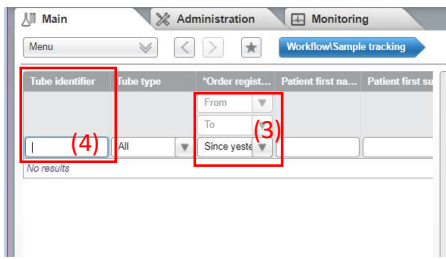 Main Administration Monitoring
Menu Workflow\Sample tracking
Tube identifier Tube type *Order regist... Patient first na... Patient first su
From
To
(3)
(4) All Since yeste
No results